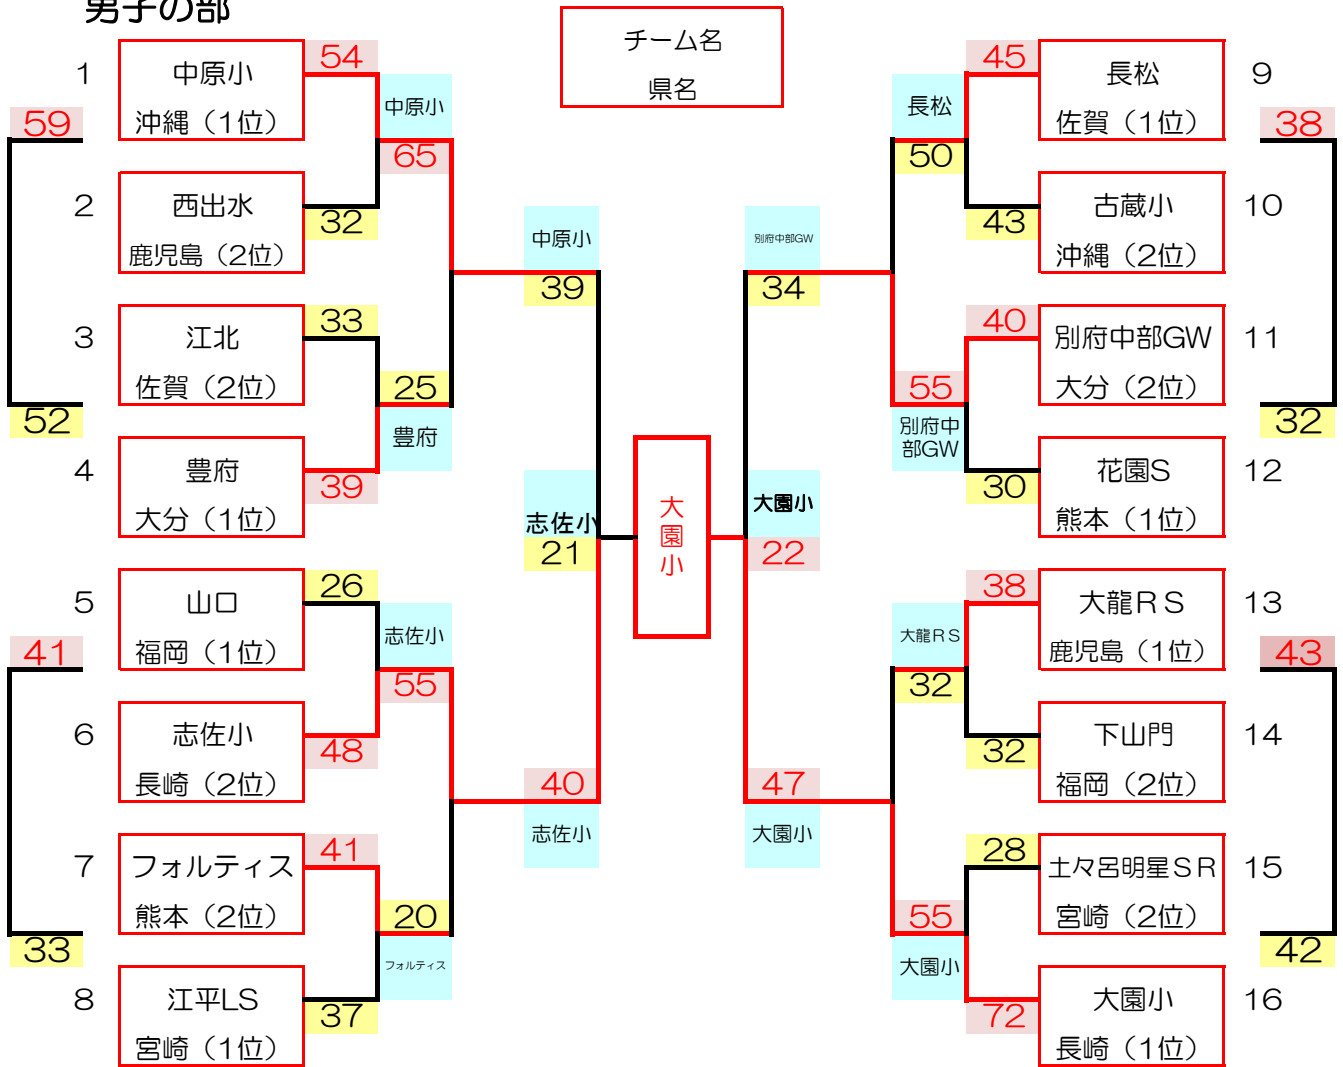 男子の部
チーム名
県名
1
中原小
沖縄（1位）
54
59
2
西出水
鹿児島（2位）
32
中原小
65
3
江北
佐賀（2位）
33
52
4
豊府
大分（1位）
39
25
豊府
中原小
39
5
山口
福岡（1位）
26
41
6
志佐小
長崎（2位）
48
志佐小
55
7
フォルティス
熊本（2位）
41
33
8
江平LS
宮崎（1位）
37
20
フォルティス
40
志佐小
志佐小
21
大園小
大園小
22
別府中部GW
34
47
大園小
長松
50
45
長松
佐賀（1位）
9
38
43
古蔵小
沖縄（2位）
10
55
別府中
部GW
40
別府中部GW
大分（2位）
11
32
30
花園S
熊本（1位）
12
大龍ＲＳ
32
38
大龍ＲＳ
鹿児島（1位）
13
43
32
下山門
福岡（2位）
14
55
大園小
28
土々呂明星ＳＲ
宮崎（2位）
15
42
72
大園小
長崎（1位）
16